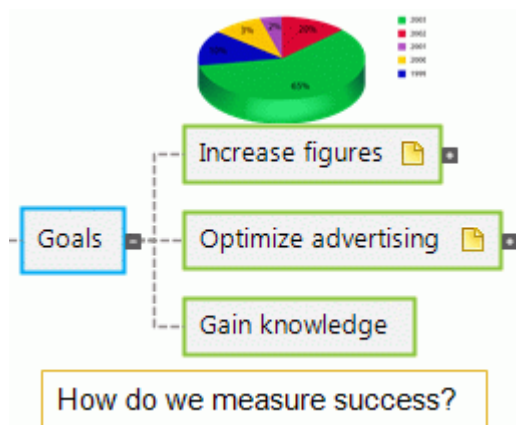 2003
2002
2001
2000
1999
2%
20%
65%
Increase figures
Goals
Optimize advertising
Gain knowledge
How do we measure success?